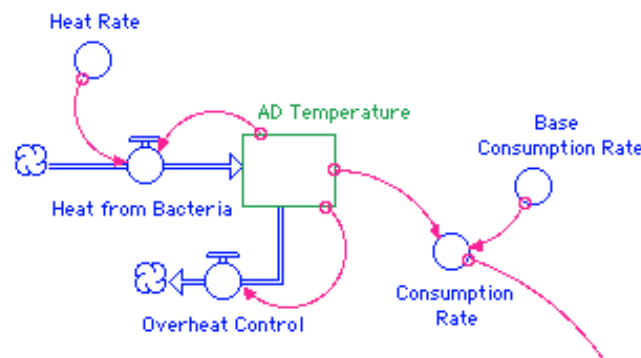 Heat Rate
AD Temperature
Base
Consumption Rate
Heat from Bacteria
Consumption
Rate
Overheat Control